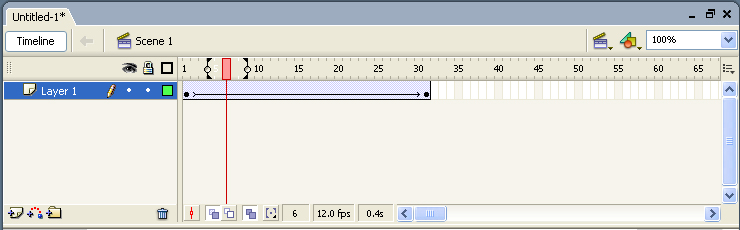 Untitled-1*
Timeline Scene 1 100%
1 10 15 20 25 30 35 40 45 50 55 60 65
Layer 1
6 12.0 fps 0.4s